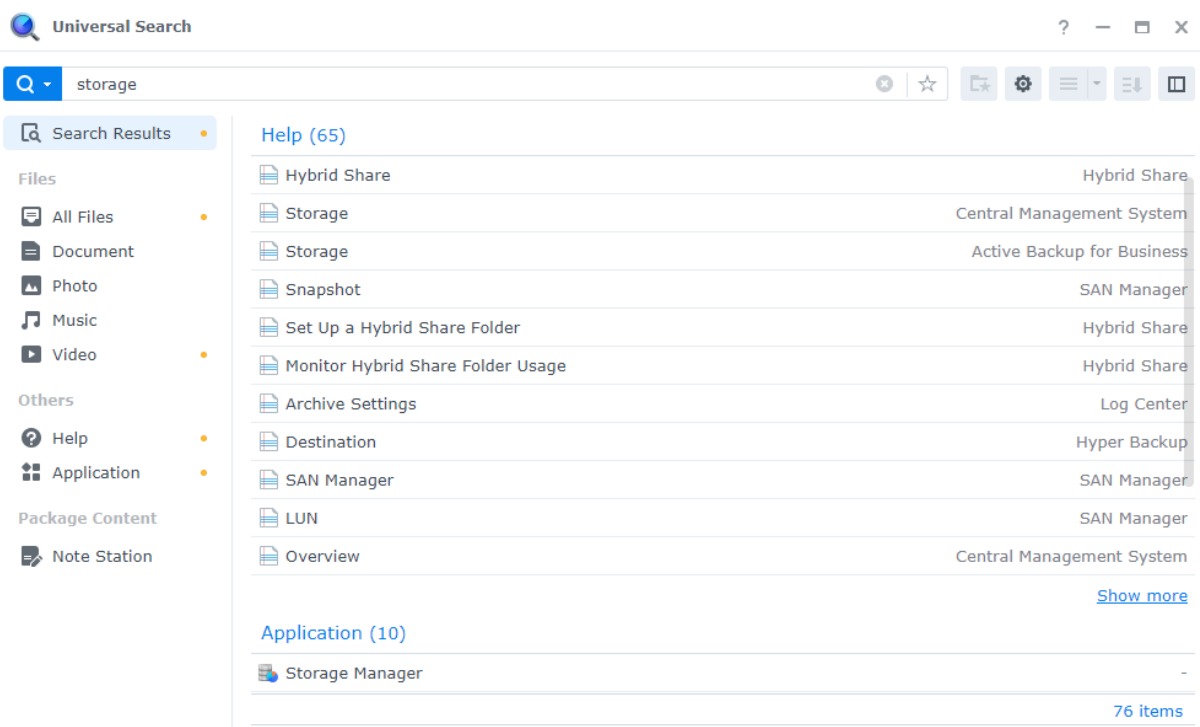 Universal Search
storage
Search Results
Files
All Files
Document
Photo
Music
Video
Others
Help
Application
Package Content
Note Station
Help (65)
Hybrid Share Hybrid Share
Storage Central Management System
Storage Active Backup for Business
Snapshot SAN Manager
Set Up a Hybrid Share Folder Hybrid Share
Monitor Hybrid Share Folder Usage Hybrid Share
Archive Settings Log Center
Destination Hyper Backup
SAN Manager SAN Manager
LUN SAN Manager
Overview Central Management System
Show more
Application (10)
Storage Manager -
76 items